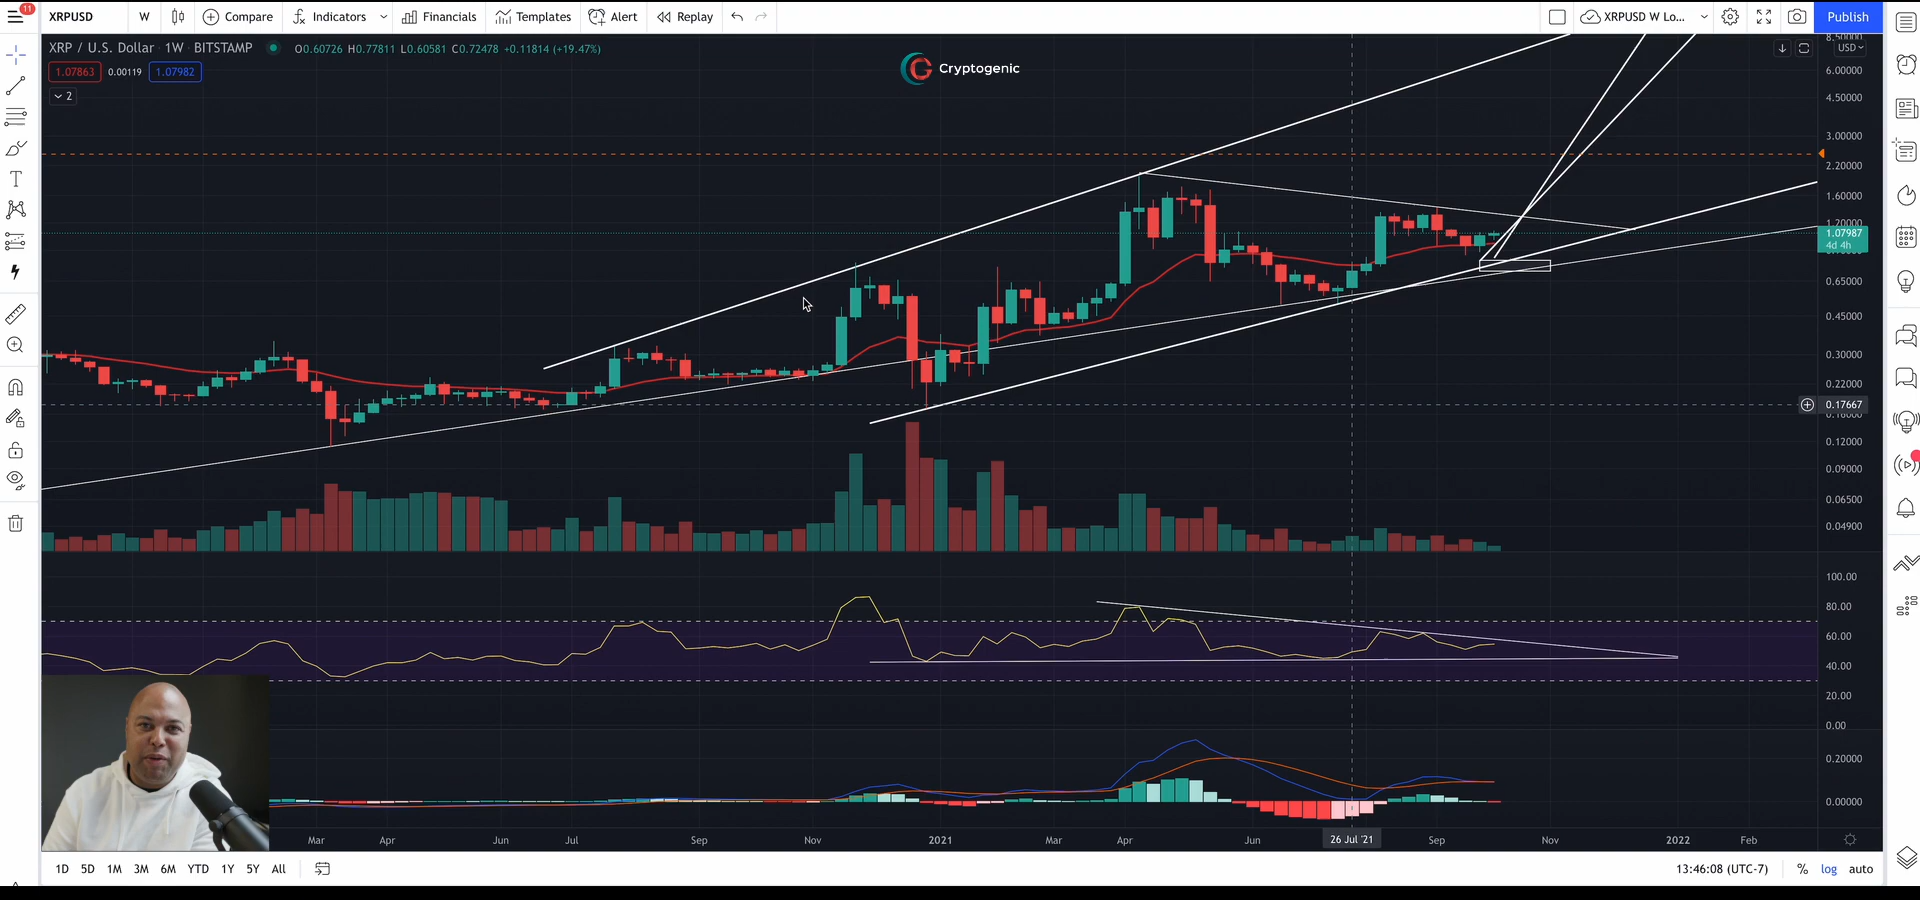 11
XRPUSD
W
Compare
Indicators
Financials
Templates
Alert
Replay
XRPUSD W Lo...
Publish
XRP / U.S. Dollar · 1W · BITSTAMP
O0.60726 H0.77811 L0.60581 C0.72478 +0.11814 (+19.47%)
1.07863 0.00119 1.07982
2
Cryptogenic
USD
8.50000
6.00000
4.50000
3.00000
2.20000
1.60000
1.20000
1.07987
4d 4h
0.65000
0.45000
0.30000
0.22000
0.17667
0.12000
0.09000
0.06500
0.04900
100.00
80.00
60.00
40.00
20.00
0.00
0.20000
0.00000
Mar Apr Jun Jul Sep Nov 2021 Mar Apr Jun 26 Jul '21 Sep Nov 2022 Feb
1D 5D 1M 3M 6M YTD 1Y 5Y All
13:46:08 (UTC-7) % log auto